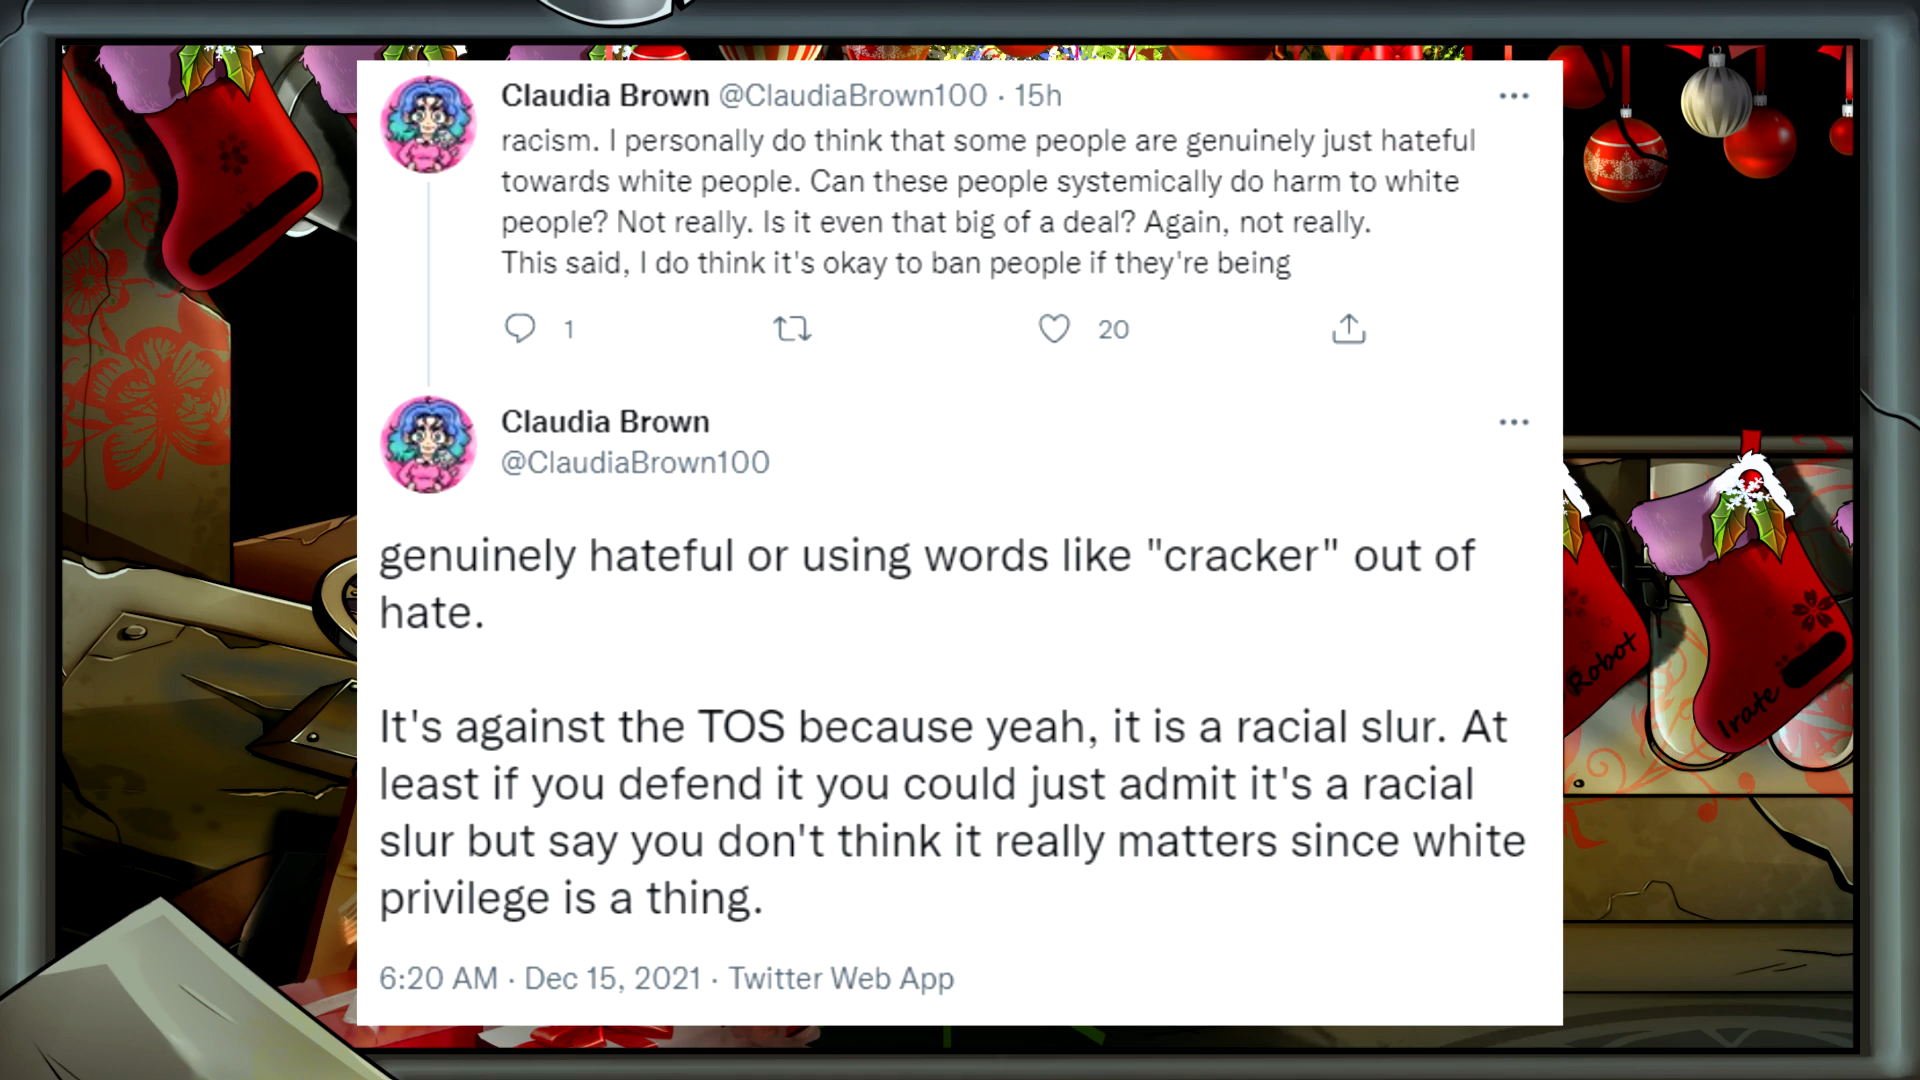 Claudia Brown @ClaudiaBrown100 · 15h
racism. I personally do think that some people are genuinely just hateful
towards white people. Can these people systemically do harm to white
people? Not really. Is it even that big of a deal? Again, not really.
This said, I do think it's okay to ban people if they're being
1 20
Claudia Brown
@ClaudiaBrown100
genuinely hateful or using words like "cracker" out of
hate.
It's against the TOS because yeah, it is a racial slur. At
least if you defend it you could just admit it's a racial
slur but say you don't think it really matters since white
privilege is a thing.
6:20 AM · Dec 15, 2021 · Twitter Web App
Robot
Irate